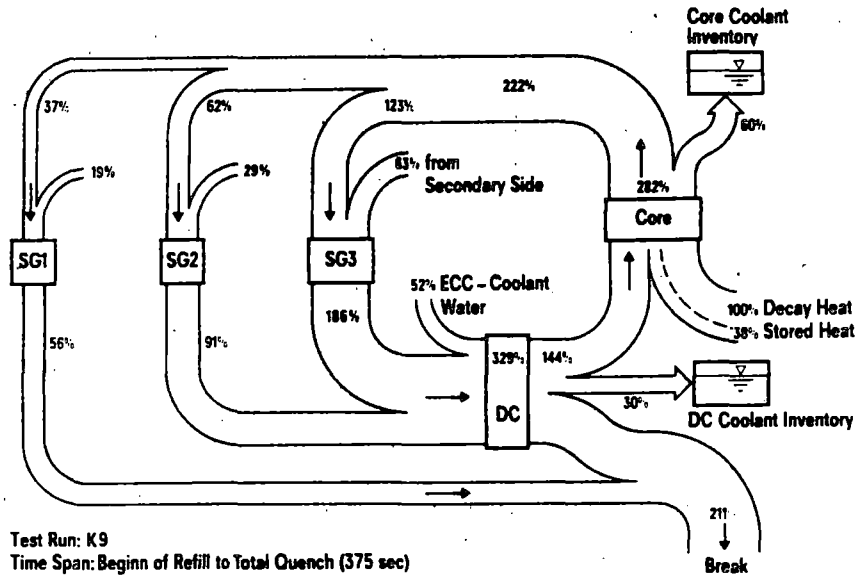 Core Coolant
Inventory
222%
37%
62%
123%
60%
19%
29%
63% from
Secondary Side
282%
Core
SG1
SG2
SG3
52% ECC - Coolant
Water
100% Decay Heat
38% Stored Heat
186%
56%
91%
329%
144%
DC
30%
DC Coolant Inventory
211
Break
Test Run: K9
Time Span: Beginn of Refill to Total Quench (375 sec)